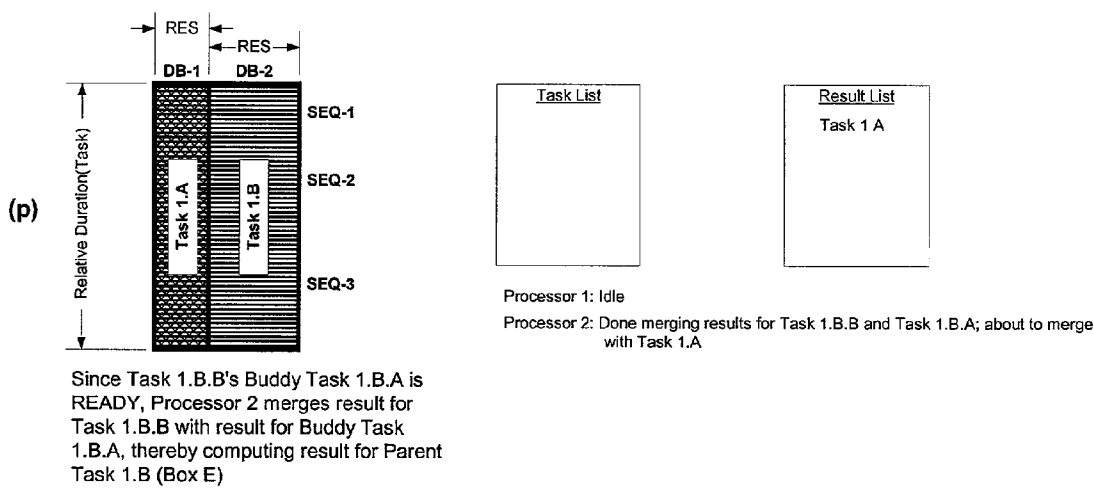 RES
RES
DB-1 DB-2
SEQ-1
SEQ-2
SEQ-3
Task 1.A
Task 1.B
Relative Duration(Task)
(p)
Task List
Result List
Task 1 A
Processor 1: Idle
Processor 2: Done merging results for Task 1.B.B and Task 1.B.A; about to merge
with Task 1.A
Since Task 1.B.B's Buddy Task 1.B.A is
READY, Processor 2 merges result for
Task 1.B.B with result for Buddy Task
1.B.A, thereby computing result for Parent
Task 1.B (Box E)